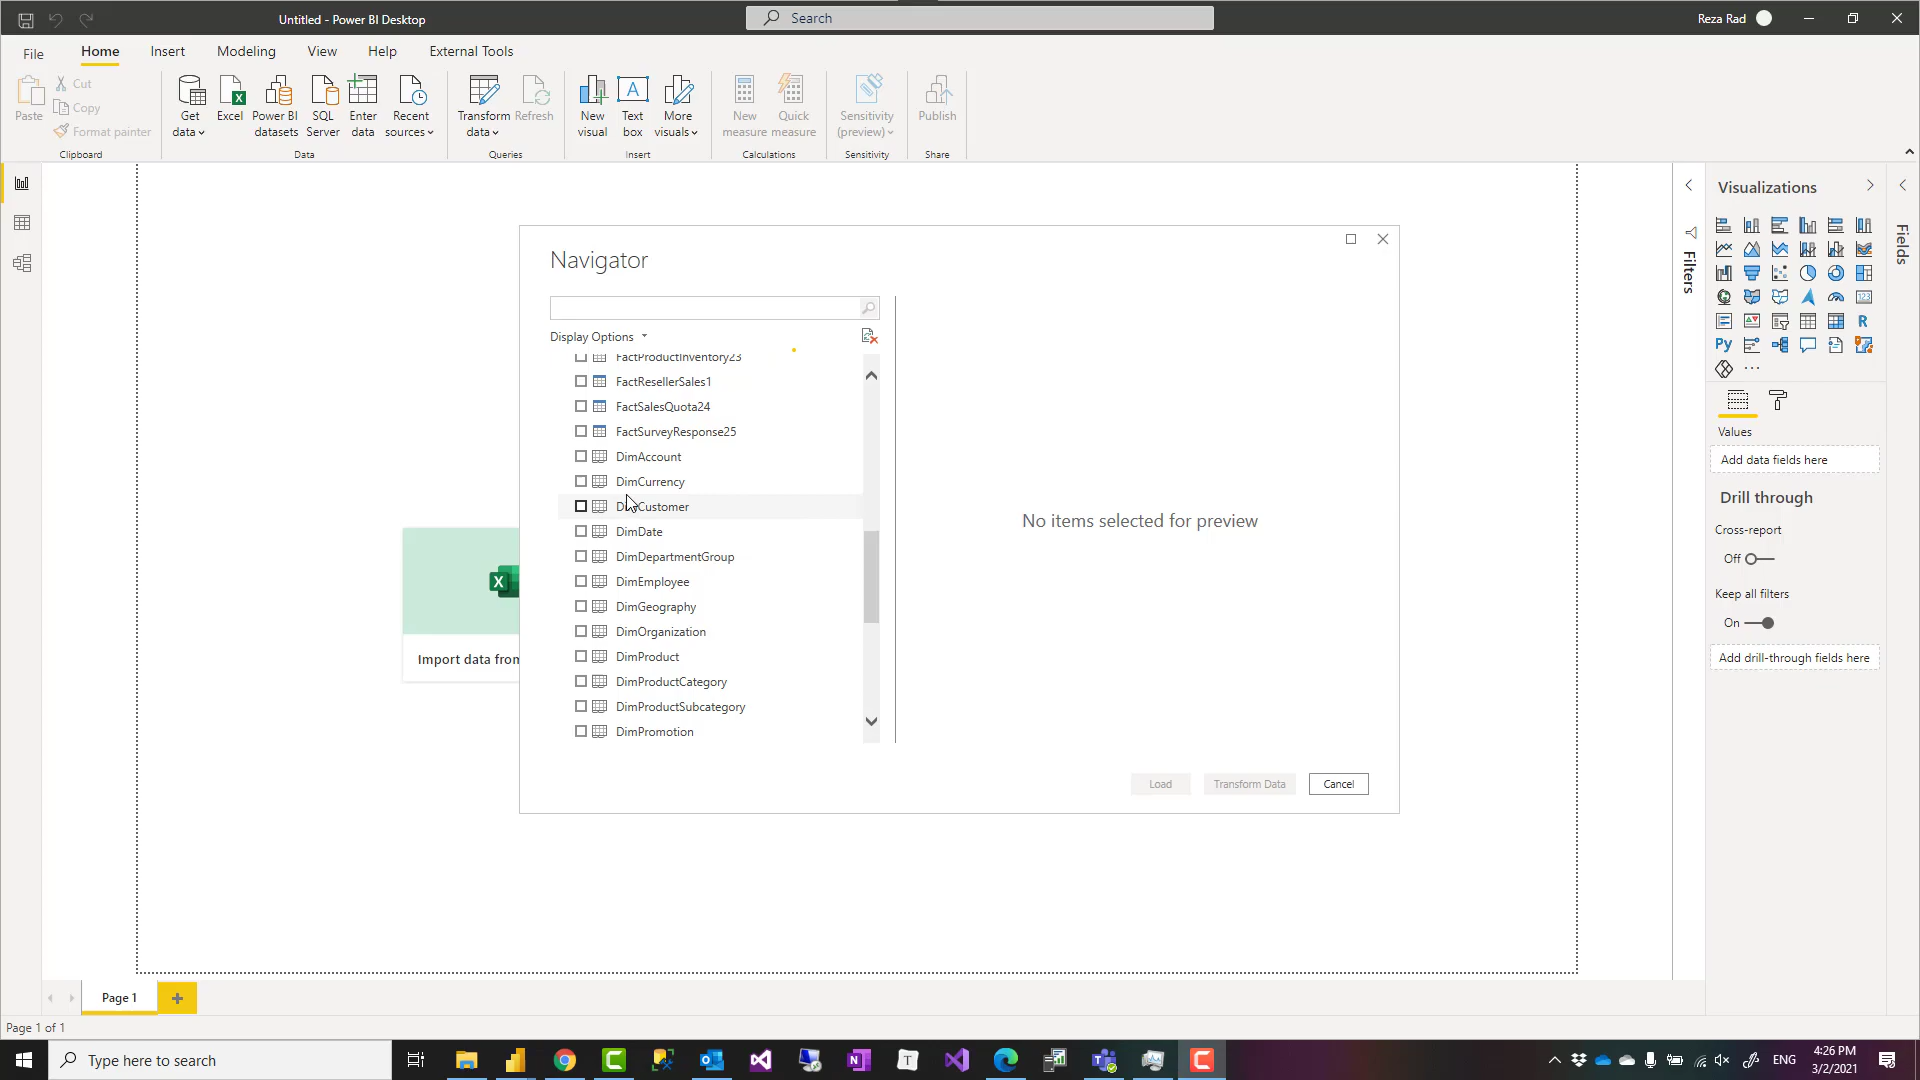 Untitled - Power BI Desktop
Search
Reza Rad
File
Home
Insert
Modeling
View
Help
External Tools
Paste
Cut
Copy
Format painter
Clipboard
Get data
Excel
Power BI datasets
SQL Server
Enter data
Recent sources
Data
Transform data
Refresh
Queries
New visual
Text box
More visuals
Insert
New measure
Quick measure
Calculations
Sensitivity (preview)
Sensitivity
Publish
Share
Navigator
Display Options
FactProductInventory23
FactResellerSales1
FactSalesQuota24
FactSurveyResponse25
DimAccount
DimCurrency
DimCustomer
DimDate
DimDepartmentGroup
DimEmployee
DimGeography
DimOrganization
DimProduct
DimProductCategory
DimProductSubcategory
DimPromotion
No items selected for preview
Load
Transform Data
Cancel
Import data from
Filters
Visualizations
Fields
R
Py
123
Values
Add data fields here
Drill through
Cross-report
Off
Keep all filters
On
Add drill-through fields here
Page 1
Page 1 of 1
Type here to search
ENG
4:26 PM
3/2/2021